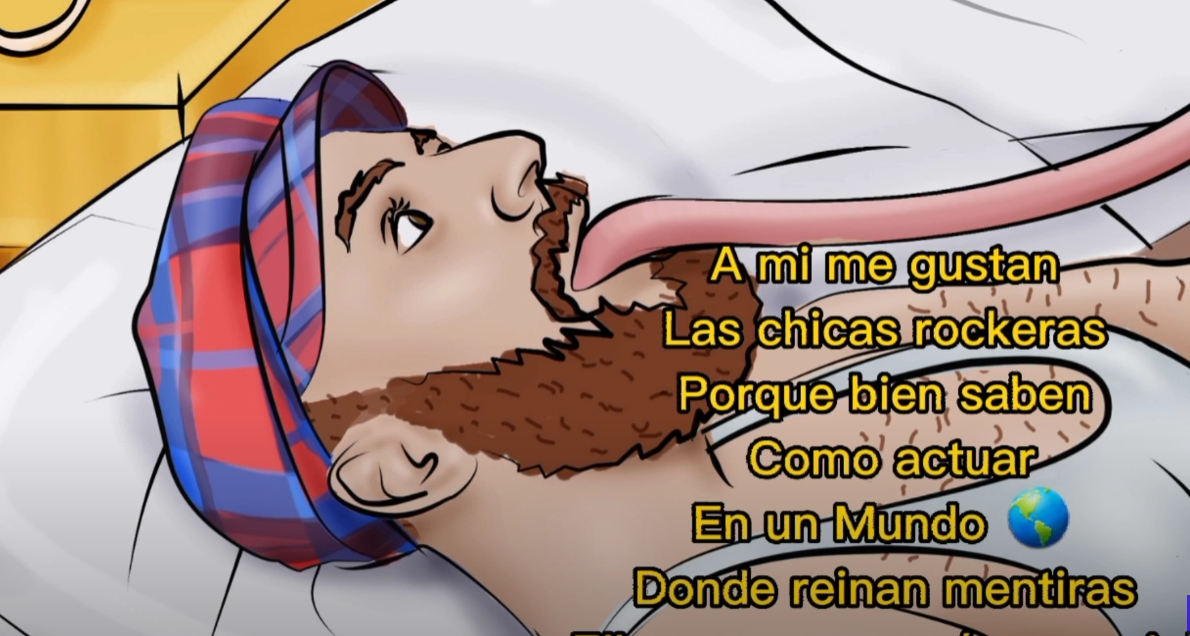 A mi me gustan
Las chicas rockeras
Porque bien saben
Como actuar
En un Mundo 🌎
Donde reinan mentiras